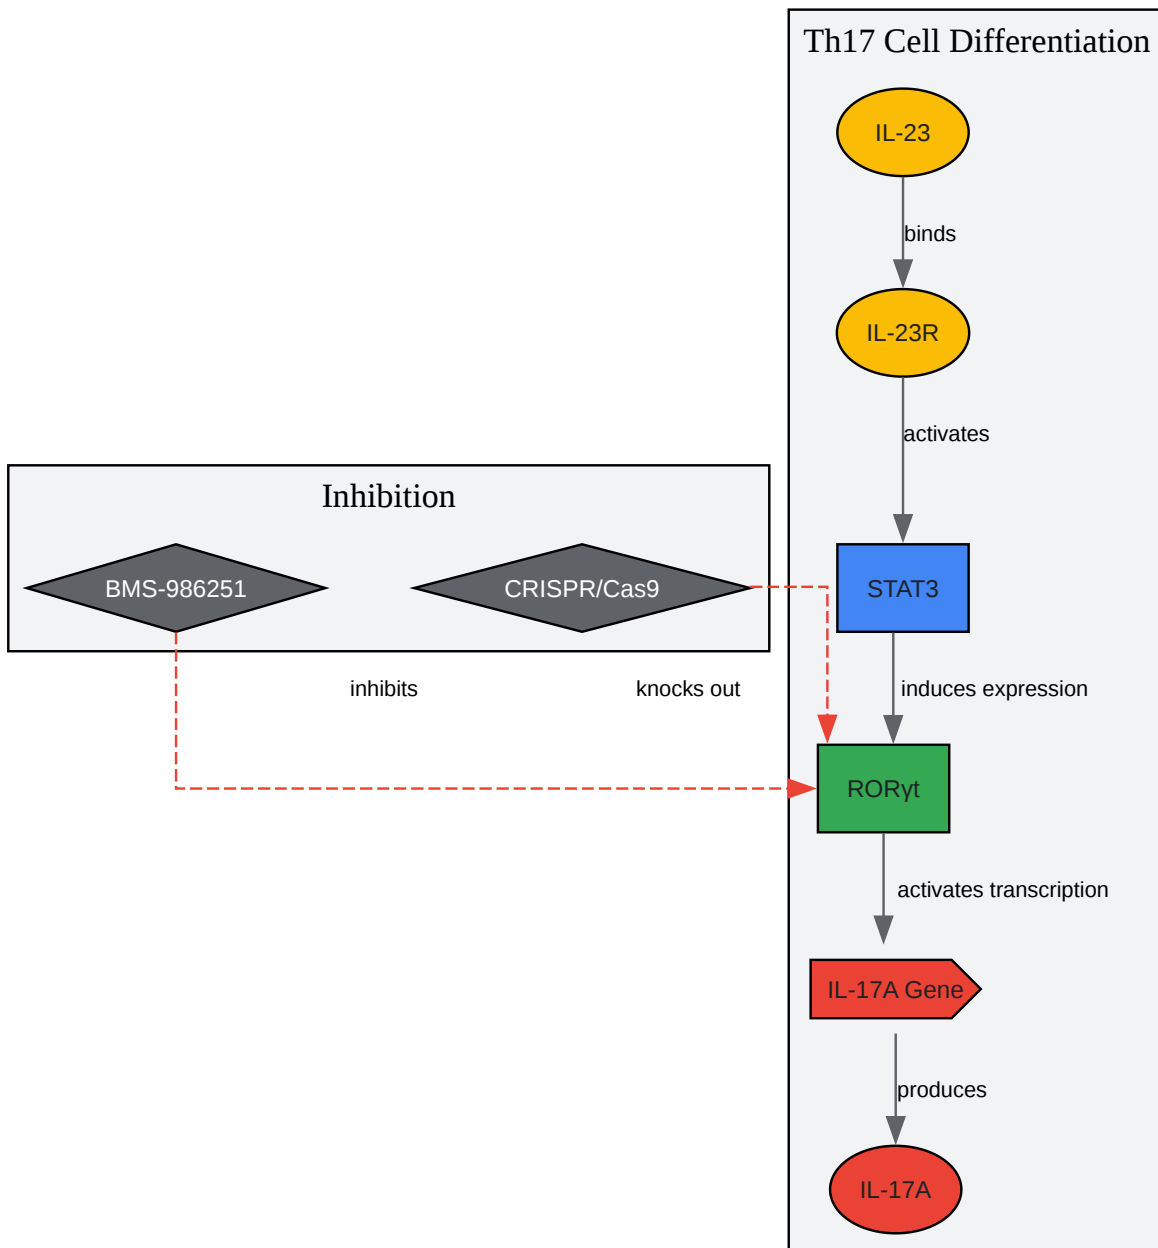 Th17 Cell Differentiation
IL-23
binds
IL-23R
activates
Inhibition
BMS-986251
CRISPR/Cas9
STAT3
inhibits
knocks out
induces expression
RORγt
activates transcription
IL-17A Gene
produces
IL-17A